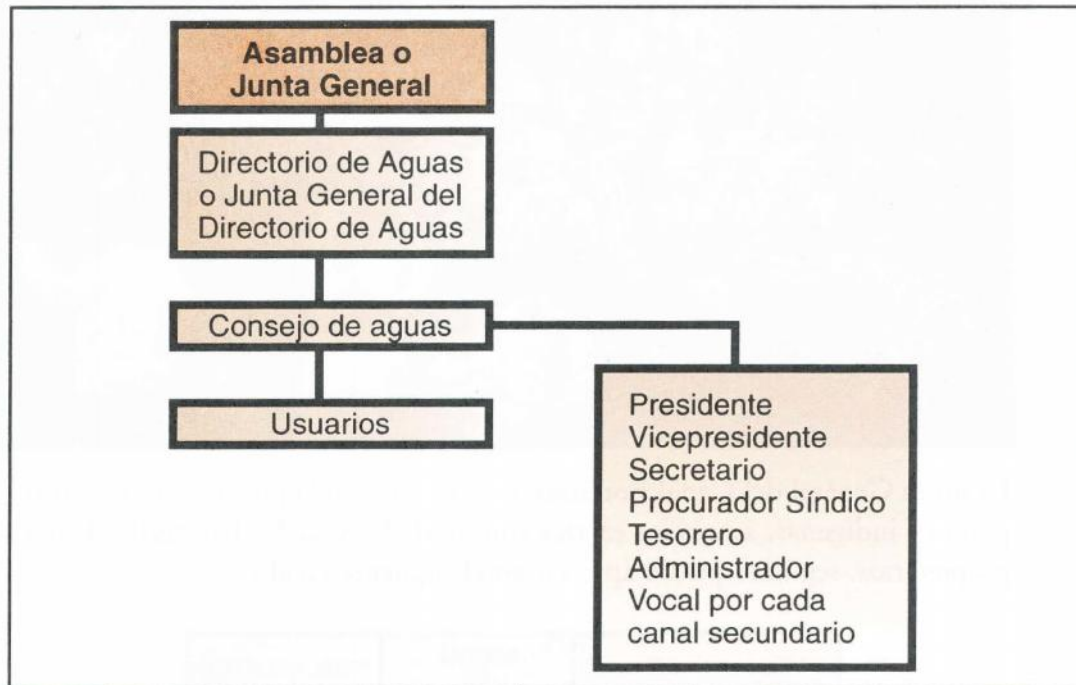 Asamblea o
Junta General
Directorio de Aguas
o Junta General del
Directorio de Aguas
Consejo de aguas
Usuarios
Presidente
Vicepresidente
Secretario
Procurador Síndico
Tesorero
Administrador
Vocal por cada
canal secundario